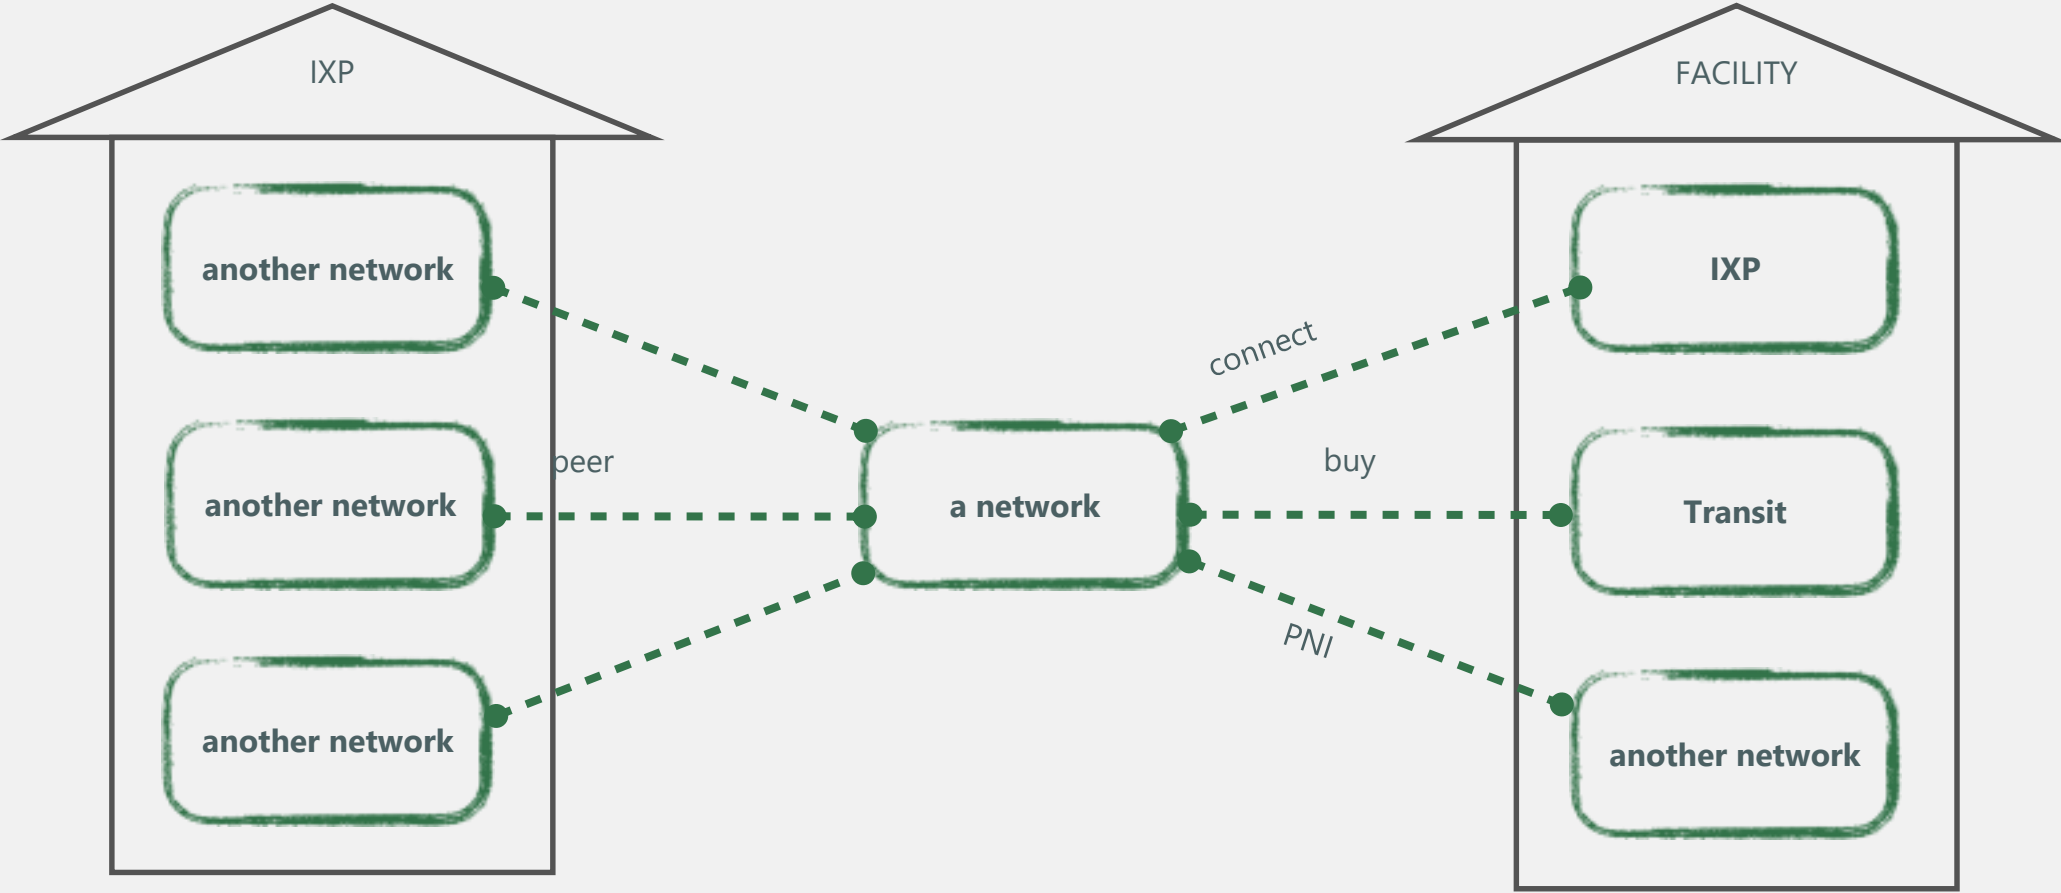 IXP
FACILITY
another network
IXP
connect
another network
peer
a network
buy
Transit
PNI
another network
another network